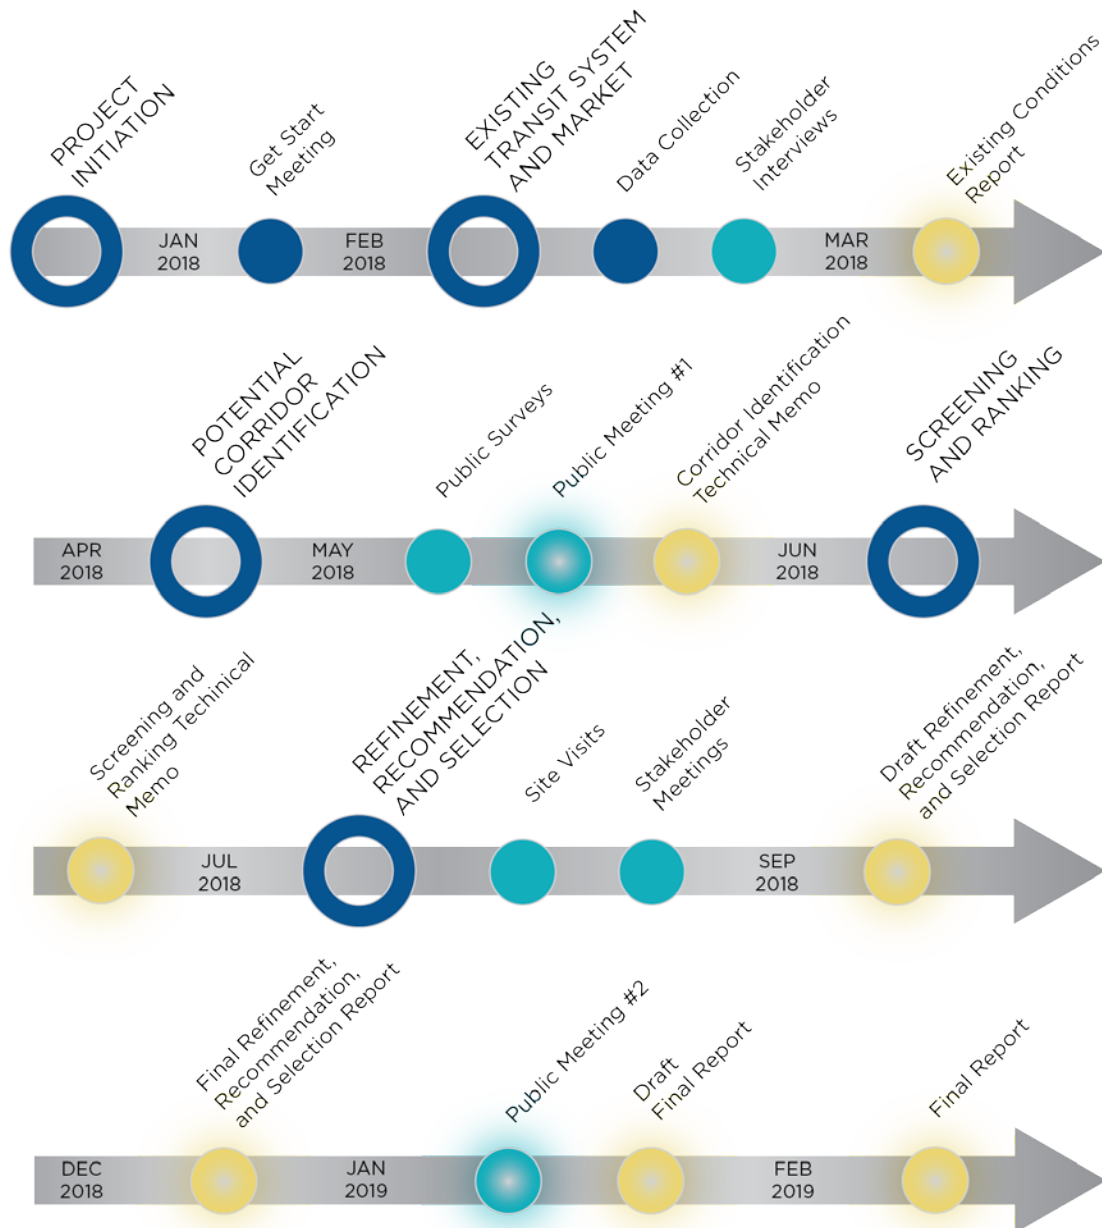 PROJECT
INITIATION
Get Start
Meeting
EXISTING
TRANSIT SYSTEM
AND MARKET
Data Collection
Stakeholder
Interviews
Existing Conditions
Report
JAN
2018
FEB
2018
MAR
2018
POTENTIAL
CORRIDOR
IDENTIFICATION
Public Surveys
Public Meeting #1
Corridor Identification
Technical Memo
SCREENING
AND RANKING
APR
2018
MAY
2018
JUN
2018
Screening and
Ranking Techinical
Memo
REFINEMENT,
RECOMMENDATION,
AND SELECTION
Site Visits
Stakeholder
Meetings
Draft Refinement,
Recommendation,
and Selection Report
JUL
2018
SEP
2018
Final Refinement,
Recommendation,
and Selection Report
Public Meeting #2
Draft
Final Report
Final Report
DEC
2018
JAN
2019
FEB
2019